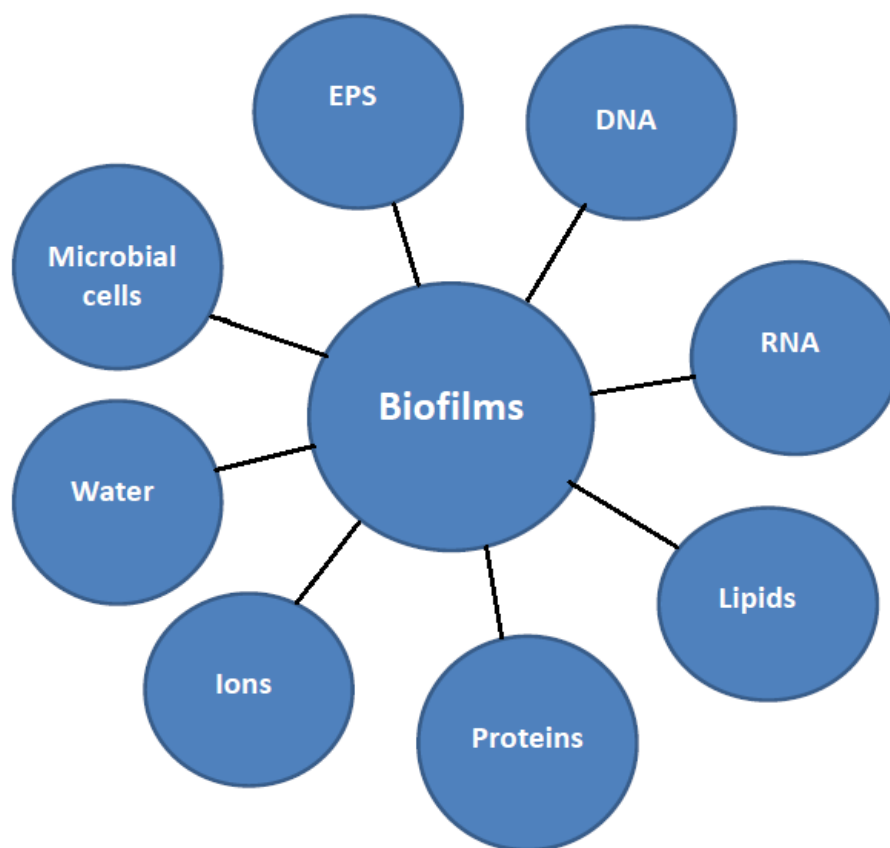 EPS
DNA
Microbial
cells
RNA
Biofilms
Water
Lipids
Ions
Proteins